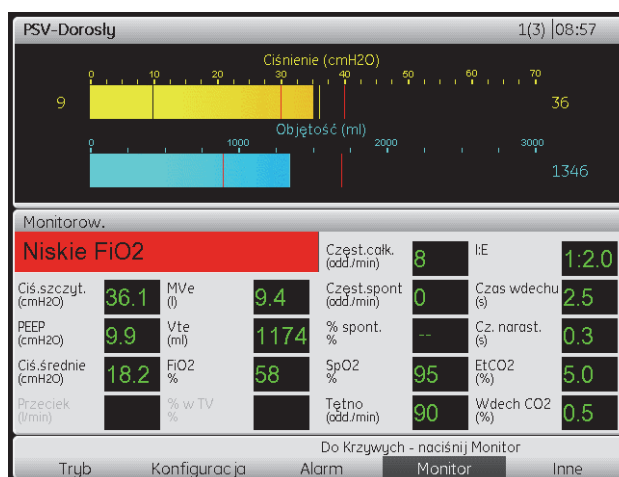 PSV-Dorosly 1(3) |08:57
Ciśnienie (cmH2O)
0 10 20 30 40 50 60 70
9 36
Objętość (ml)
0 1000 2000 3000
1346
Monitorow.
Niskie FiO2
Częst.całk. (odd./min) 8 I:E 1:2.0
Ciś.szczyt. (cmH2O) 36.1 MVe (l) 9.4 Częst.spont (odd./min) 0 Czas wdechu (s) 2.5
PEEP (cmH2O) 9.9 Vte (ml) 1174 % spont. % -- Cz. narast. (s) 0.3
Ciś.średnie (cmH2O) 18.2 FiO2 % 58 SpO2 % 95 EtCO2 (%) 5.0
Przeciek (l/min) % w TV % Tętno (odd./min) 90 Wdech CO2 (%) 0.5
Do Krzywych - naciśnij Monitor
Tryb Konfiguracja Alarm Monitor Inne